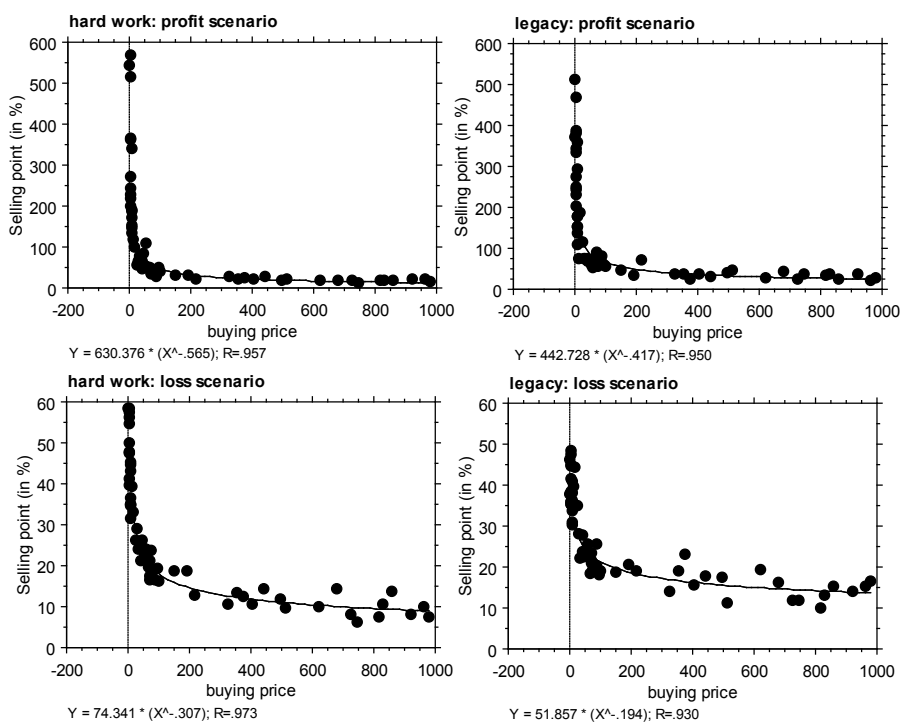 hard work: profit scenario
600
500
400
300
200
100
0
Selling point (in %)
-200 0 200 400 600 800 1000
buying price
Y = 630.376 * (X^-.565); R=.957
legacy: profit scenario
600
500
400
300
200
100
0
Selling point (in %)
-200 0 200 400 600 800 1000
buying price
Y = 442.728 * (X^-.417); R=.950
hard work: loss scenario
60
50
40
30
20
10
0
Selling point (in %)
-200 0 200 400 600 800 1000
buying price
Y = 74.341 * (X^-.307); R=.973
legacy: loss scenario
60
50
40
30
20
10
0
Selling point (in %)
-200 0 200 400 600 800 1000
buying price
Y = 51.857 * (X^-.194); R=.930